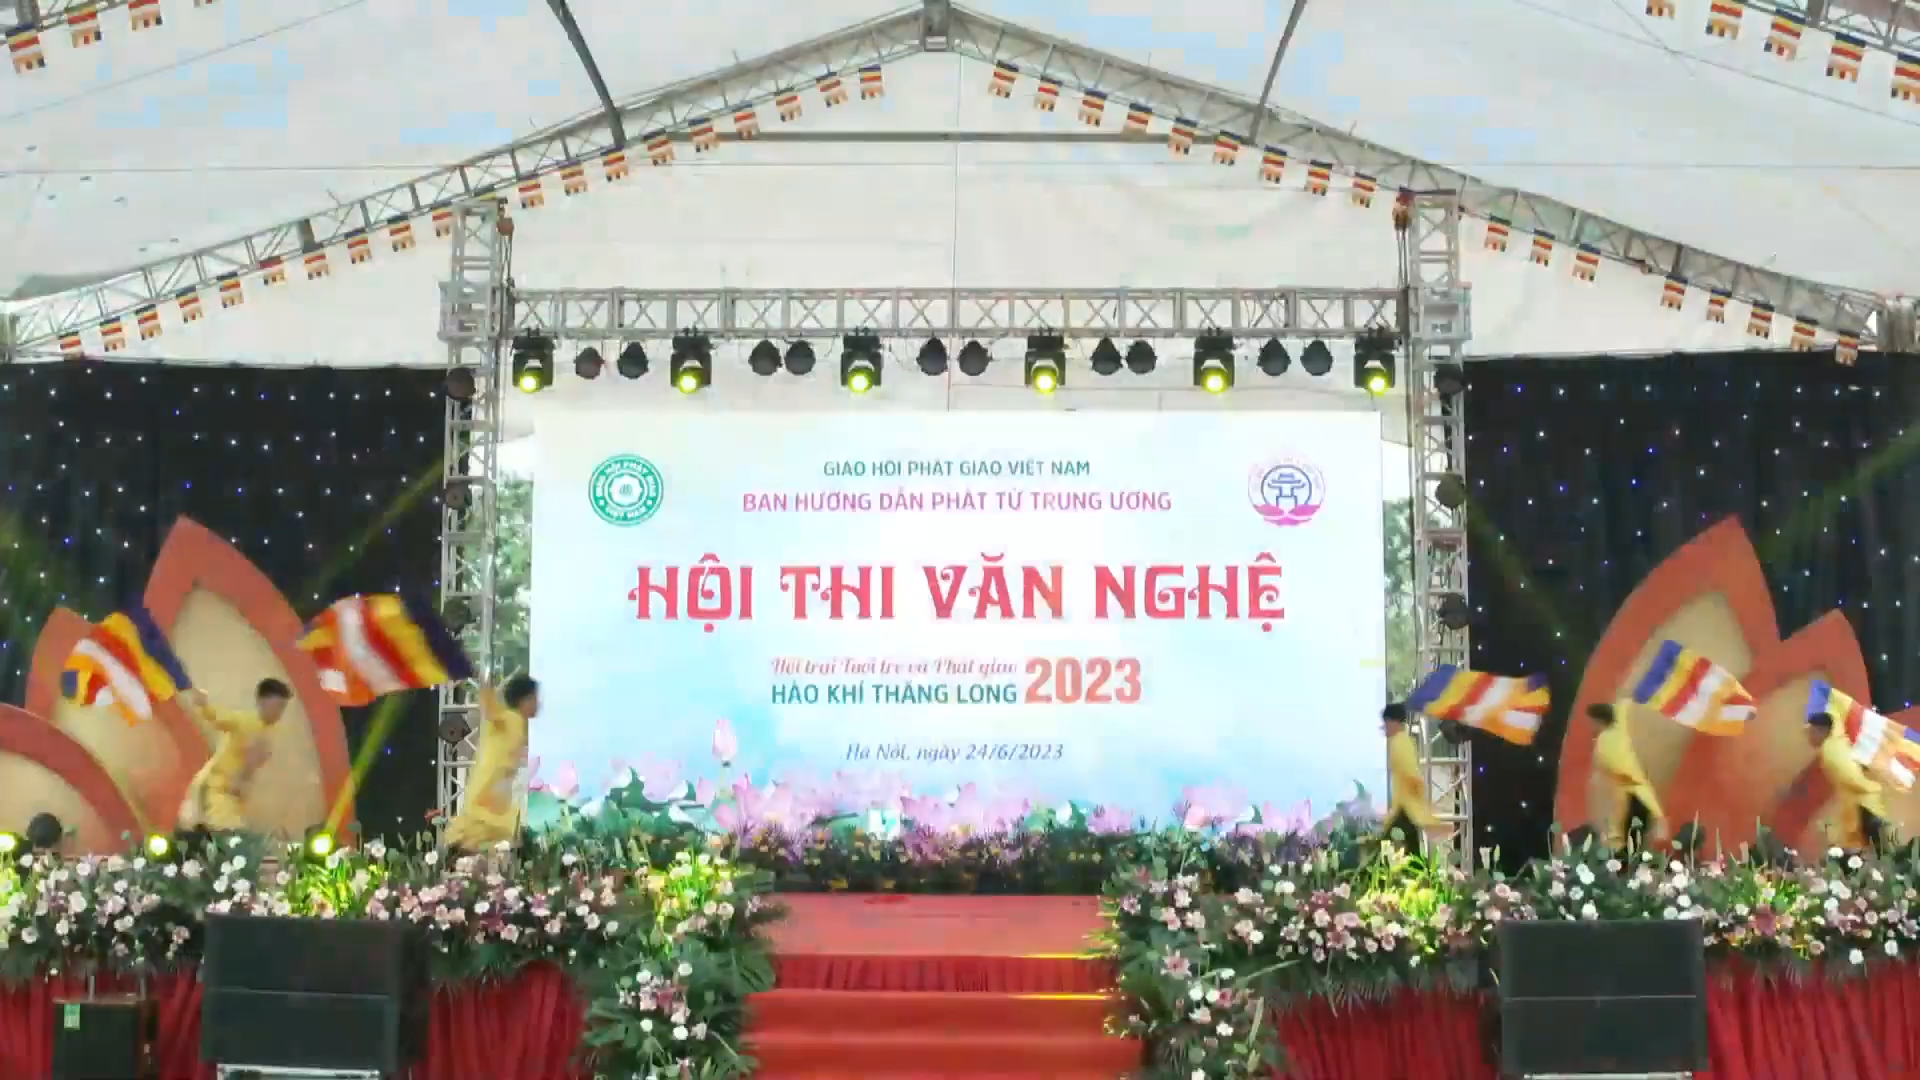 GIÁO HỘI PHẬT GIÁO VIỆT NAM
BAN HƯỚNG DẪN PHẬT TỬ TRUNG ƯƠNG
HỘI THI VĂN NGHỆ
Hội trại Tuổi trẻ và Phật giáo
HÀO KHÍ THĂNG LONG 2023
Hà Nội, ngày 24/6/2023